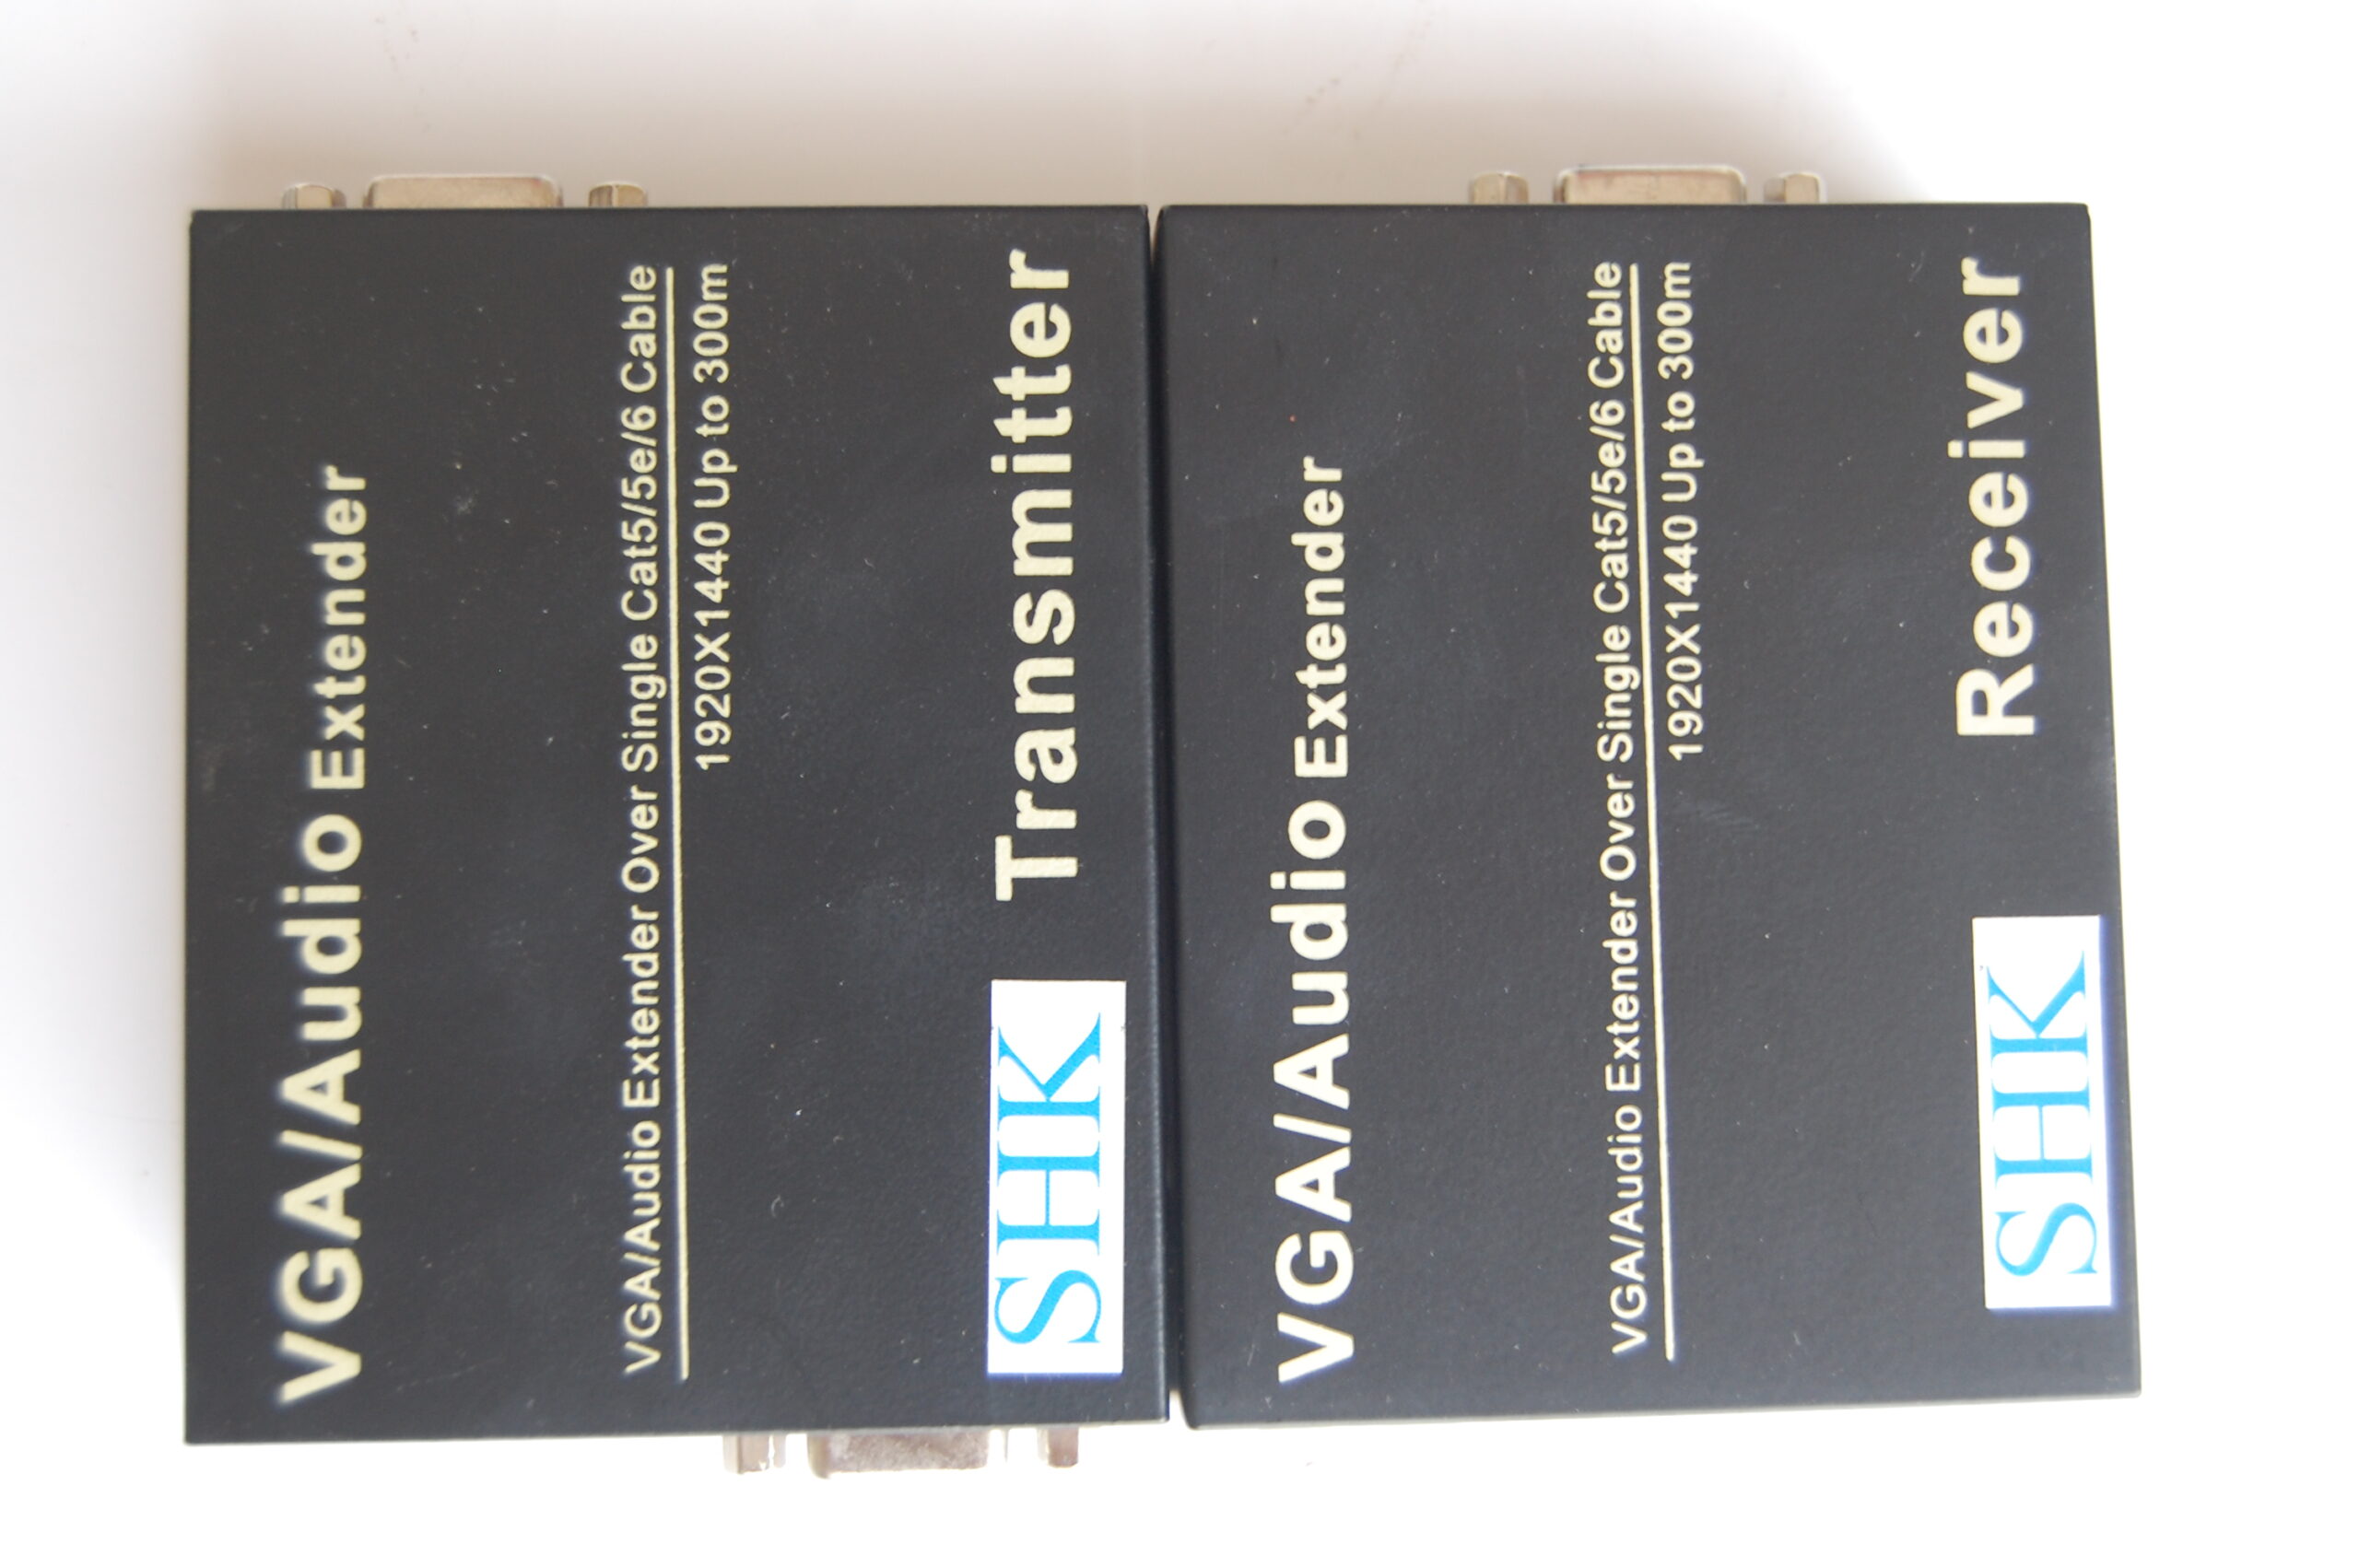 VGA/Audio Extender
VGA/Audio Extender Over Single Cat5/5e/6 Cable
1920X1440 Up to 300m
SHK Transmitter
VGA/Audio Extender
VGA/Audio Extender Over Single Cat5/5e/6 Cable
1920X1440 Up to 300m
SHK Receiver